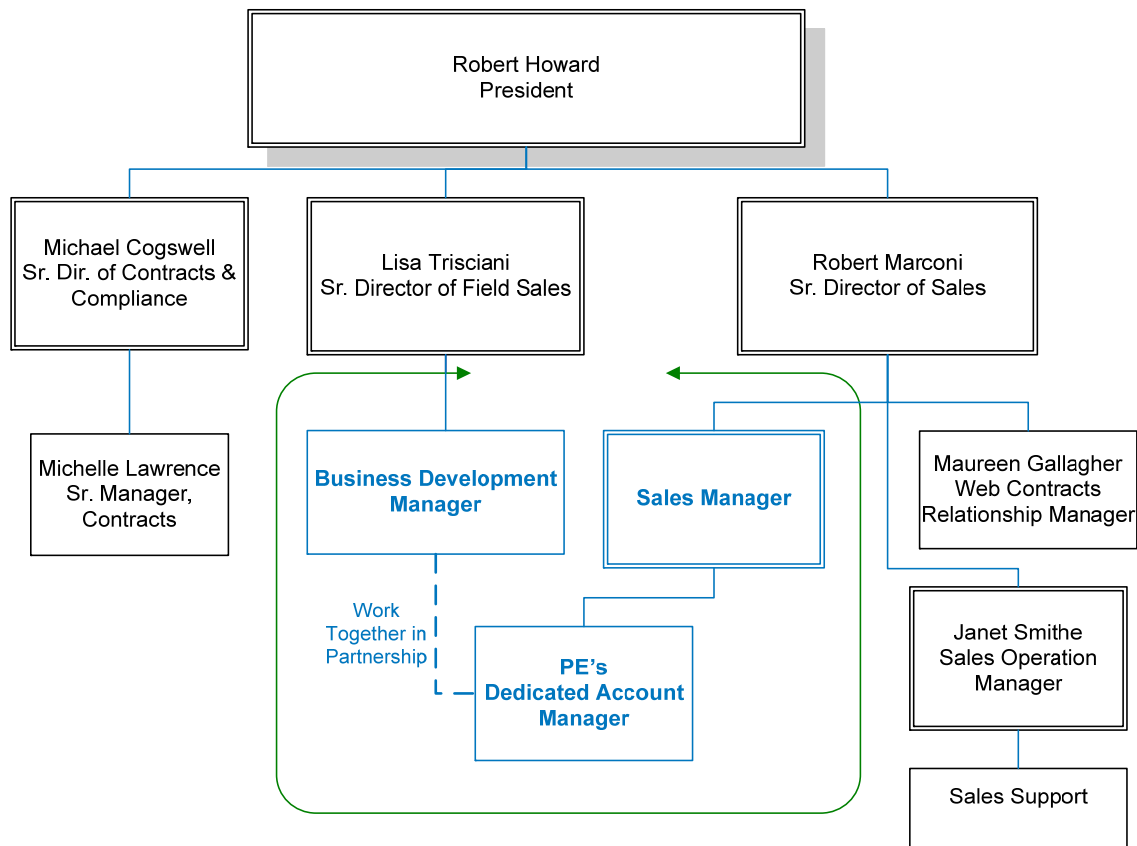 Robert Howard
President
Michael Cogswell
Sr. Dir. of Contracts &
Compliance
Lisa Trisciani
Sr. Director of Field Sales
Robert Marconi
Sr. Director of Sales
Michelle Lawrence
Sr. Manager,
Contracts
Business Development
Manager
Sales Manager
Maureen Gallagher
Web Contracts
Relationship Manager
Work
Together in
Partnership
PE's
Dedicated Account
Manager
Janet Smithe
Sales Operation
Manager
Sales Support